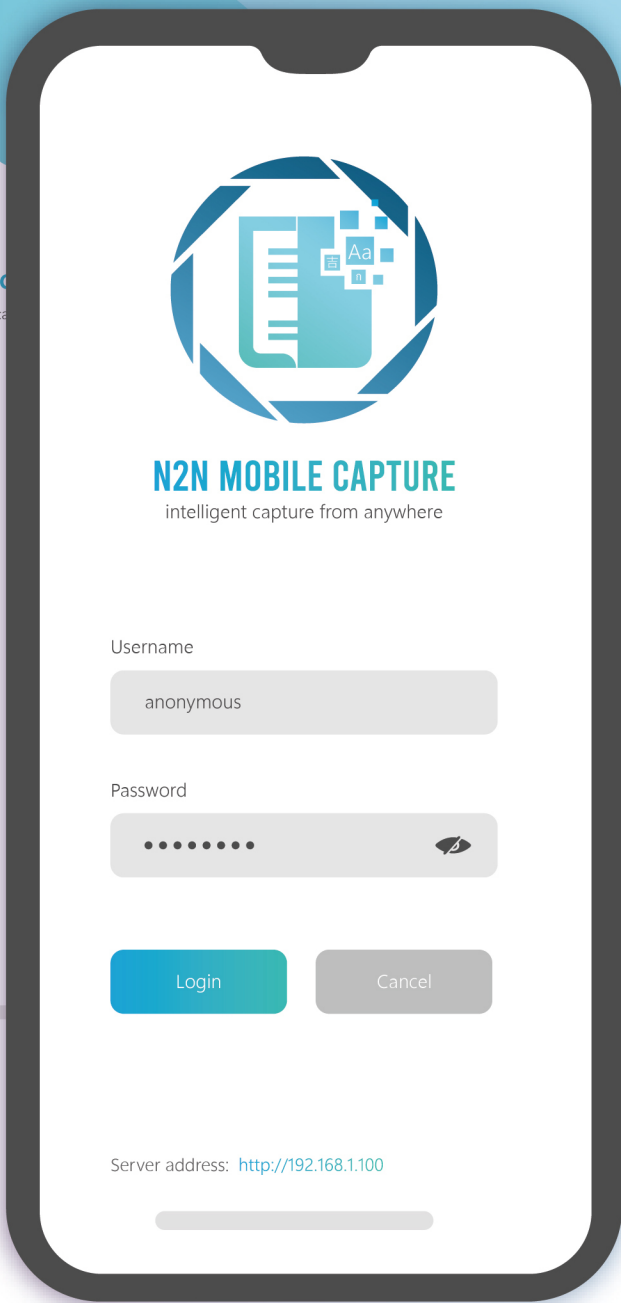 吉
Aa
n
N2N MOBILE CAPTURE
intelligent capture from anywhere
Username
anonymous
Password
Login
Cancel
Server address: http://192.168.1.100